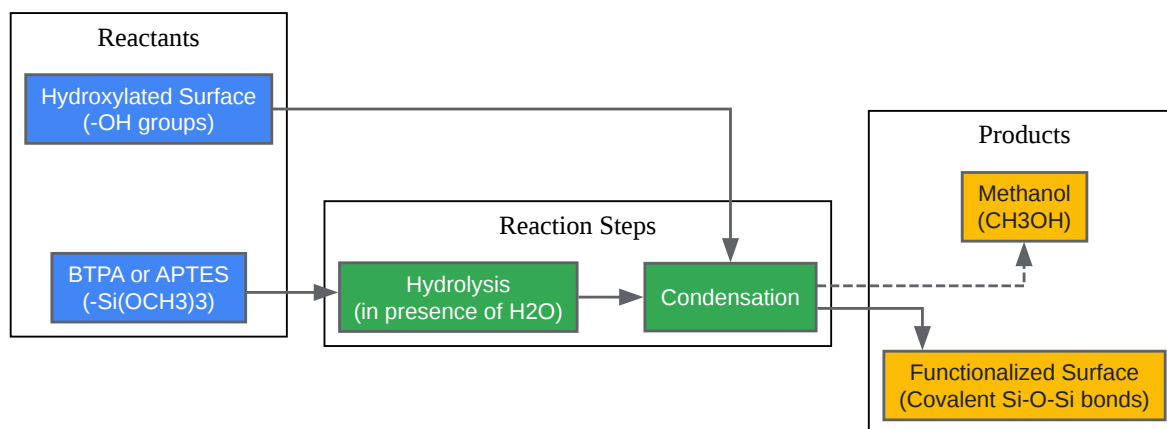 Reactants
Hydroxylated Surface
(-OH groups)
BTPA or APTES
(-Si(OCH3)3)
Reaction Steps
Hydrolysis
(in presence of H2O)
Condensation
Products
Methanol
(CH3OH)
Functionalized Surface
(Covalent Si-O-Si bonds)